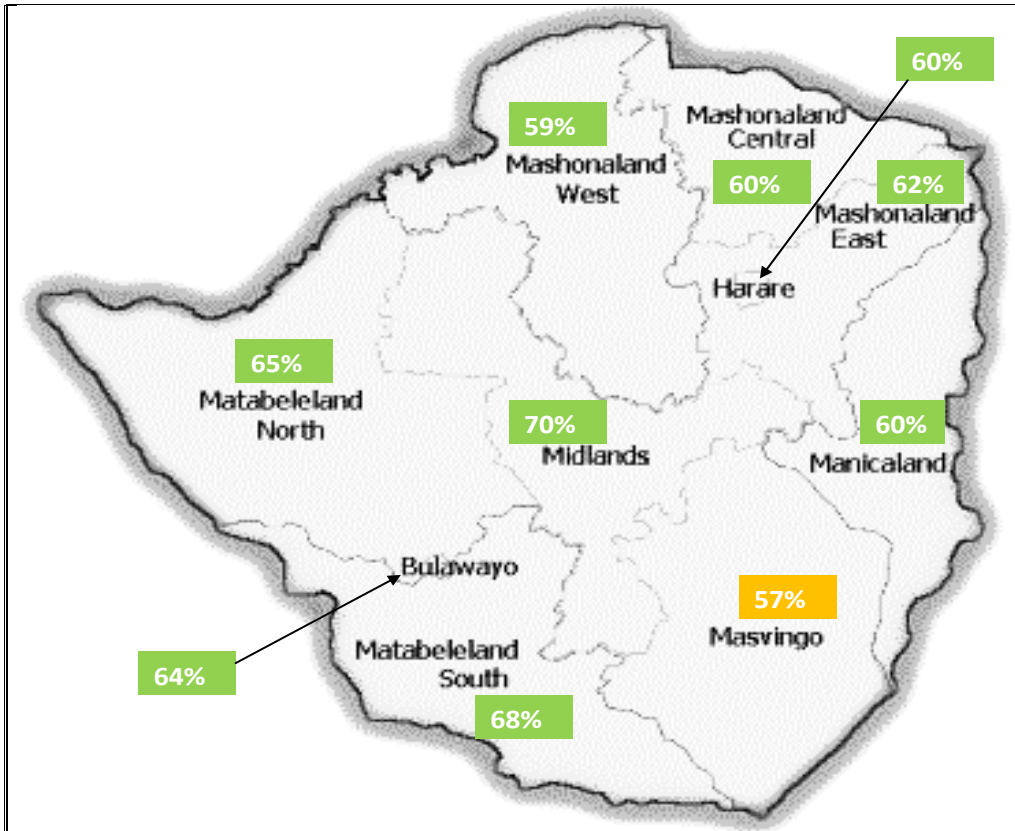 60%
Mashonaland
Central
59%
Mashonaland
West
60%
62%
Mashonaland
East
Harare
65%
Matabeleland
North
70%
Midlands
60%
Manicaland
Bulawayo
57%
Masvingo
Matabeleland
South
64%
68%